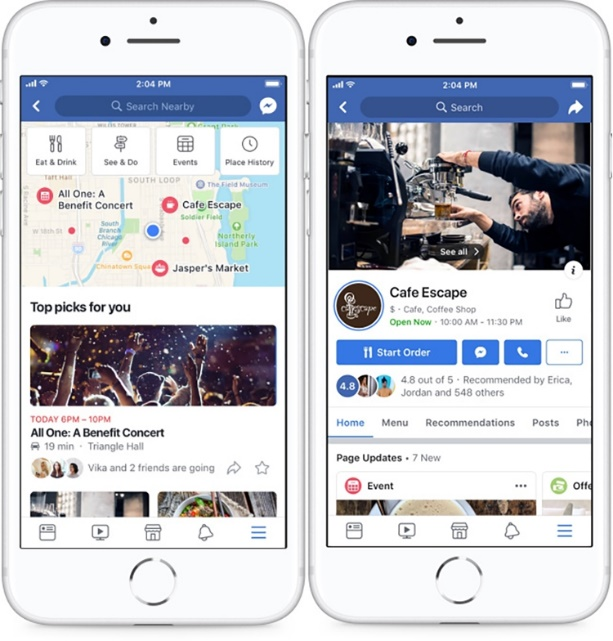 2:04 PM
Search Nearby
Eat & Drink
See & Do
Events
Place History
SOUTH LOOP
The Field Museum
All One: A
Benefit Concert
Cafe Escape
Soldier Field
South
Branch
Chicago
River
Northerly
Island Park
Chinatown Squa
Jasper's Market
Top picks for you
TODAY 6PM – 10PM
All One: A Benefit Concert
19 min · Triangle Hall
Vika and 2 friends are going
2:04 PM
Search
See all
Cafe Escape
$ · Cafe, Coffee Shop
Open Now · 10:00 AM - 11:30 PM
Like
Start Order
4.8
4.8 out of 5 · Recommended by Erica,
Jordan and 548 others
Home
Menu
Recommendations
Posts
Pho
Page Updates • 7 New
Event
Offe